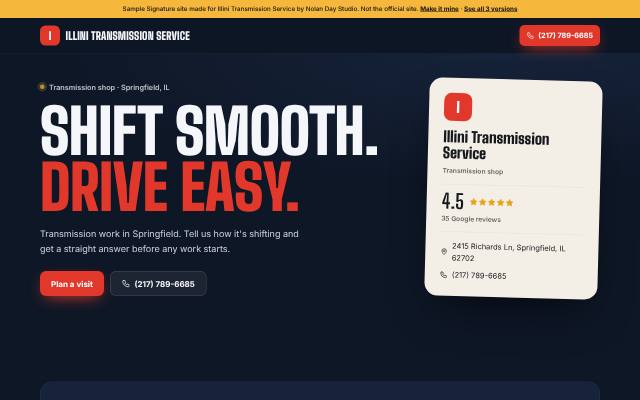 Sample Signature site made for Illini Transmission Service by Nolan Day Studio. Not the official site. Make it mine · See all 3 versions
I ILLINI TRANSMISSION SERVICE
(217) 789-6685
Transmission shop · Springfield, IL
SHIFT SMOOTH.
DRIVE EASY.
Transmission work in Springfield. Tell us how it's shifting and
get a straight answer before any work starts.
Plan a visit
(217) 789-6685
I
Illini Transmission
Service
Transmission shop
4.5
35 Google reviews
2415 Richards Ln, Springfield, IL
62702
(217) 789-6685